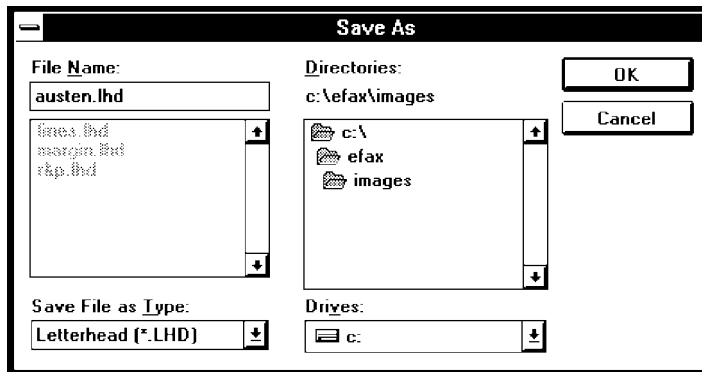 Save As
File Name:
austen.lhd
lines.lhd
margin.lhd
rkp.lhd
Save File as Type:
Letterhead (*.LHD)
Directories:
c:\efax\images
c:\
efax
images
Drives:
c:
OK
Cancel